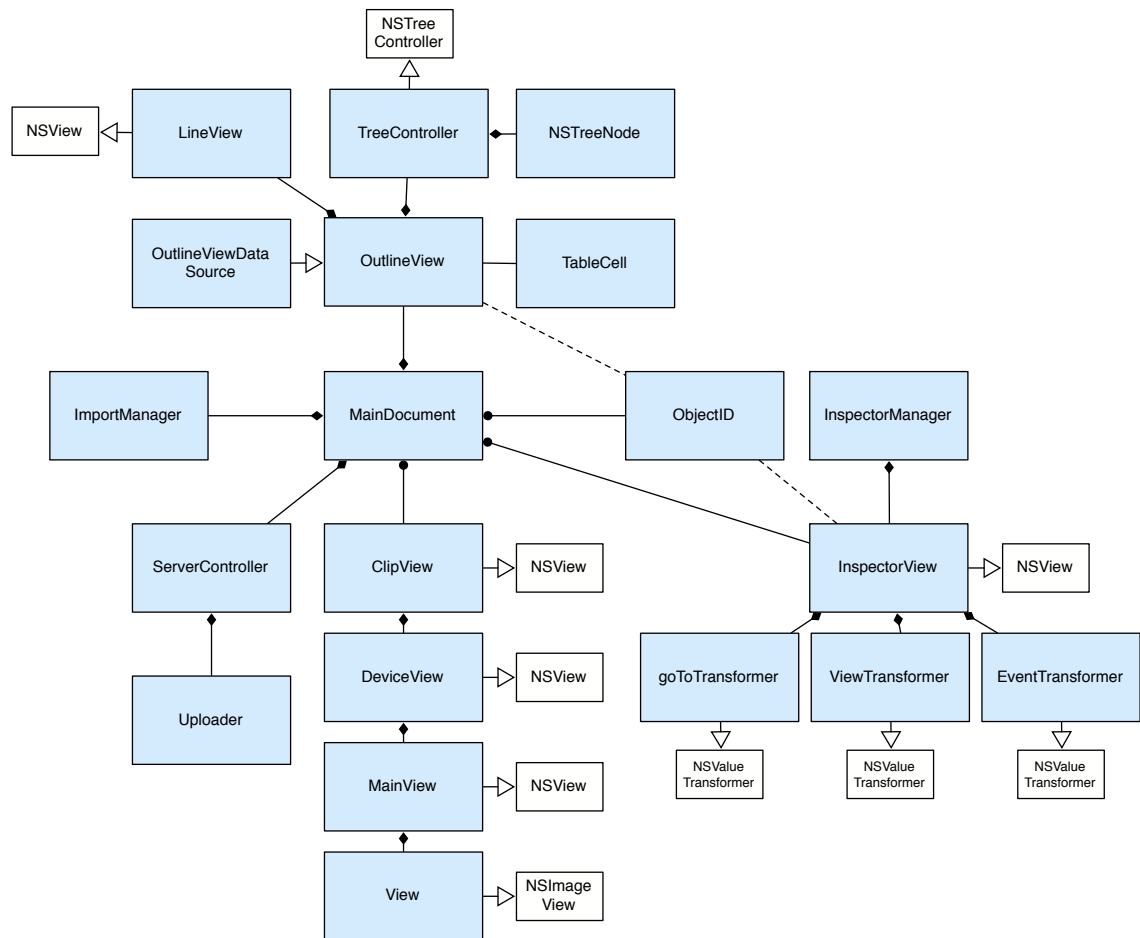 NSTree
Controller
NSView
LineView
TreeController
NSTreeNode
OutlineViewData
Source
OutlineView
TableCell
ImportManager
MainDocument
ObjectID
InspectorManager
ServerController
ClipView
NSView
InspectorView
NSView
Uploader
DeviceView
NSView
goToTransformer
ViewTransformer
EventTransformer
MainView
NSView
NSValue
Transformer
NSValue
Transformer
NSValue
Transformer
View
NSImage
View